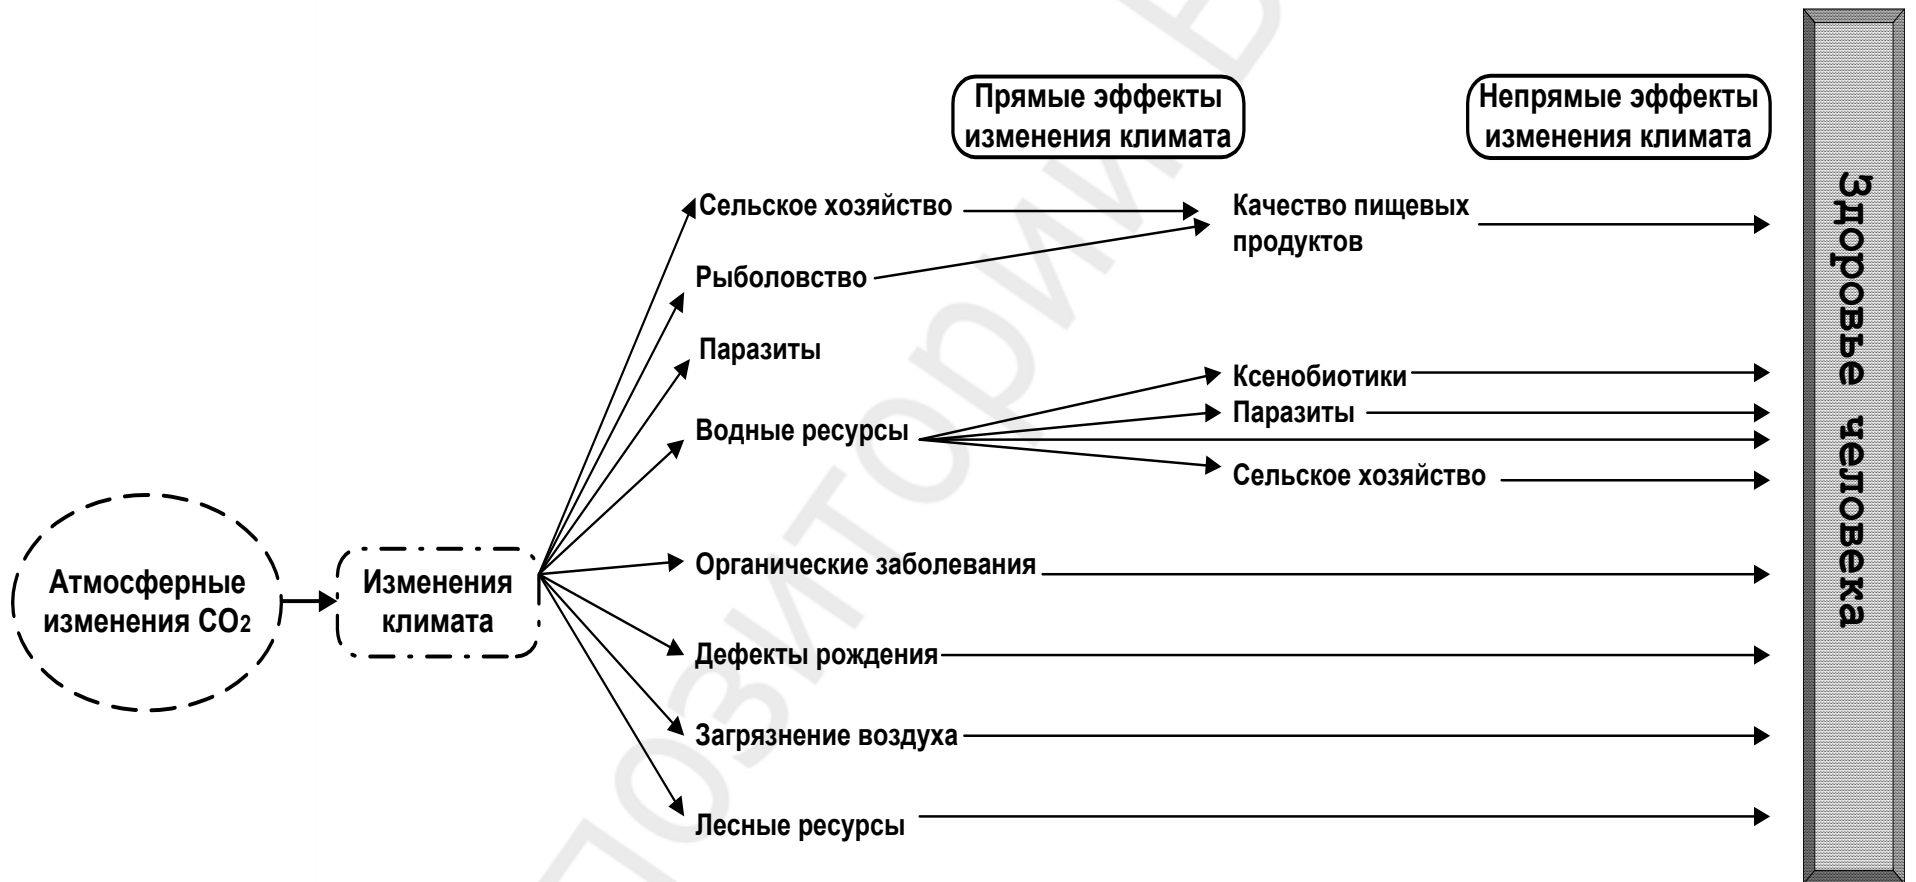 Прямые эффекты
изменения климата
Непрямые эффекты
изменения климата
Сельское хозяйство
Качество пищевых
продуктов
Рыболовство
Паразиты
Ксенобиотики
Паразиты
Водные ресурсы
Сельское хозяйство
Атмосферные
изменения CO2
Изменения
климата
Органические заболевания
Дефекты рождения
Загрязнение воздуха
Лесные ресурсы
Здоровье человека